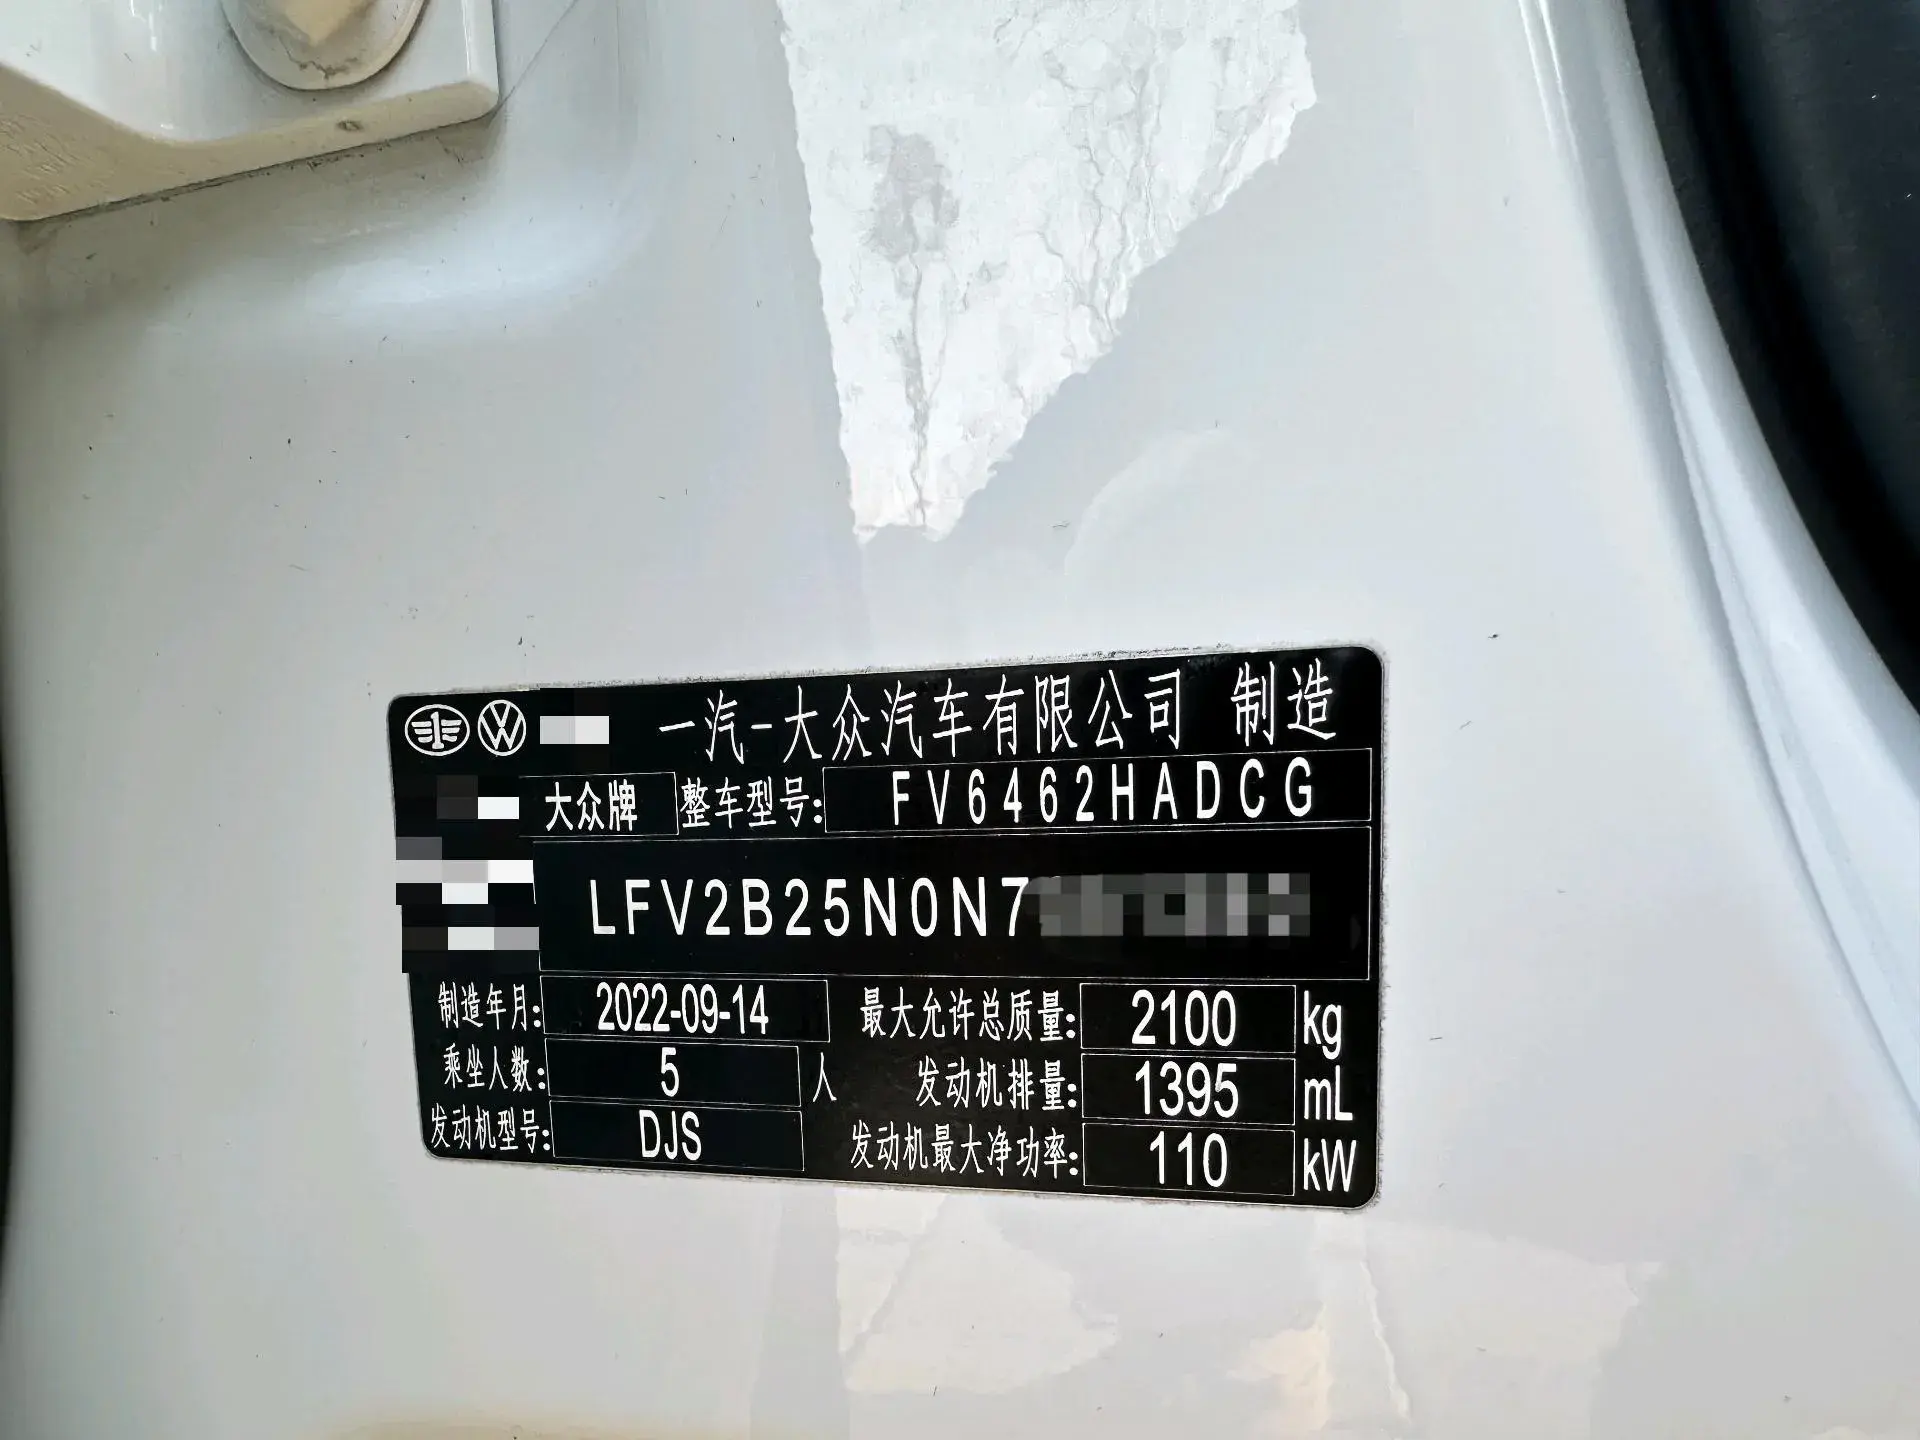 一汽-大众汽车有限公司 制造
大众牌 整车型号: FV6462HADCG
LFV2B25N0N7
制造年月: 2022-09-14 最大允许总质量: 2100 kg
乘坐人数: 5 人 发动机排量: 1395 mL
发动机型号: DJS 发动机最大净功率: 110 kW